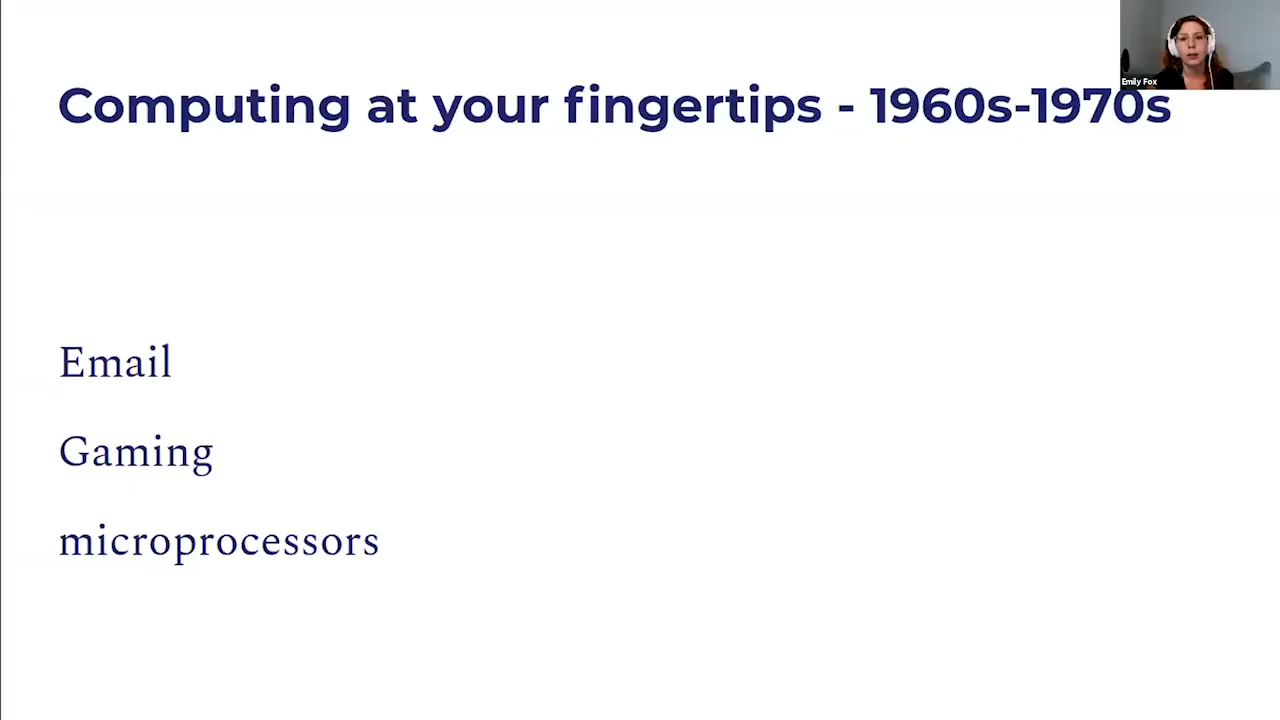 Computing at your fingertips - 1960s-1970s
Emily Fox
Email
Gaming
microprocessors